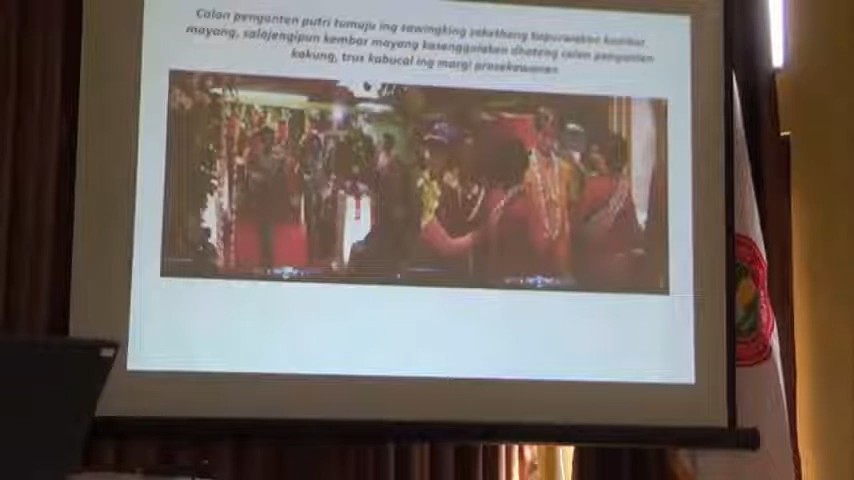 Calon penganten putri tumuju ing sawingking saketheng kapurwakan kembar
mayang, salajengipun kembar mayang kasenggolaken dhateng calon penganten
kakung, trus kabucal ing margi prasekawanan